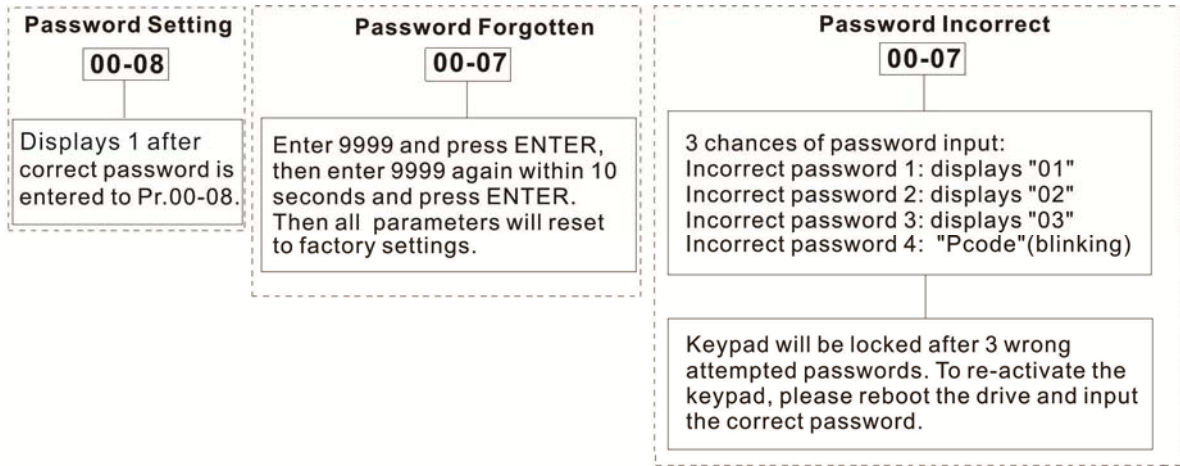 Password Setting
00-08
Displays 1 after
correct password is
entered to Pr.00-08.
Password Forgotten
00-07
Enter 9999 and press ENTER,
then enter 9999 again within 10
seconds and press ENTER.
Then all parameters will reset
to factory settings.
Password Incorrect
00-07
3 chances of password input:
Incorrect password 1: displays "01"
Incorrect password 2: displays "02"
Incorrect password 3: displays "03"
Incorrect password 4: "Pcode"(blinking)
Keypad will be locked after 3 wrong
attempted passwords. To re-activate the
keypad, please reboot the drive and input
the correct password.